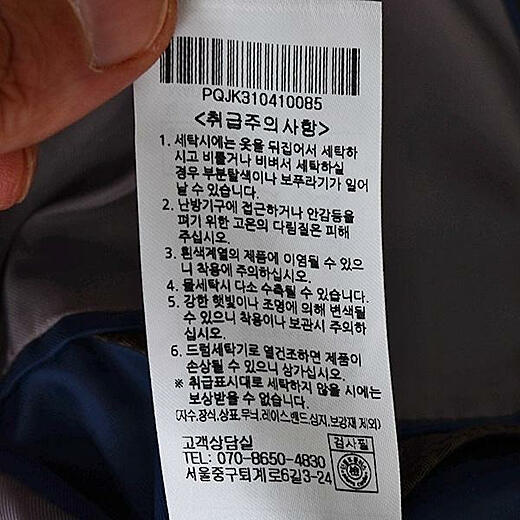 PQJK310410085
<취급주의사항>
1. 세탁시에는 옷을 뒤집어서 세탁하
시고 비틀거나 비벼서 세탁하실
경우 부분탈색이나 보푸라기가 일어
날 수 있습니다.
2. 난방기구에 접근하거나 안감등을
펴기 위한 고온의 다림질은 피해
주십시오.
3. 흰색계열의 제품에 이염될 수 있으
니 착용에 주의하십시오.
4. 물세탁시 다소 수축될 수 있습니다.
5. 강한 햇빛이나 조명에 의해 변색될
수 있으니 착용이나 보관시 주의하
십시오.
6. 드럼세탁기로 열건조하면 제품이
손상될 수 있으니 삼가십시오.
※ 취급표시대로 세탁하지 않을 시에는
보상받을 수 없습니다.
(자수,장식,상표,무늬,레이스밴드,심지,보강재 제외)
고객상담실
TEL: 070-8650-4830
서울중구퇴계로6길3-24
검사필